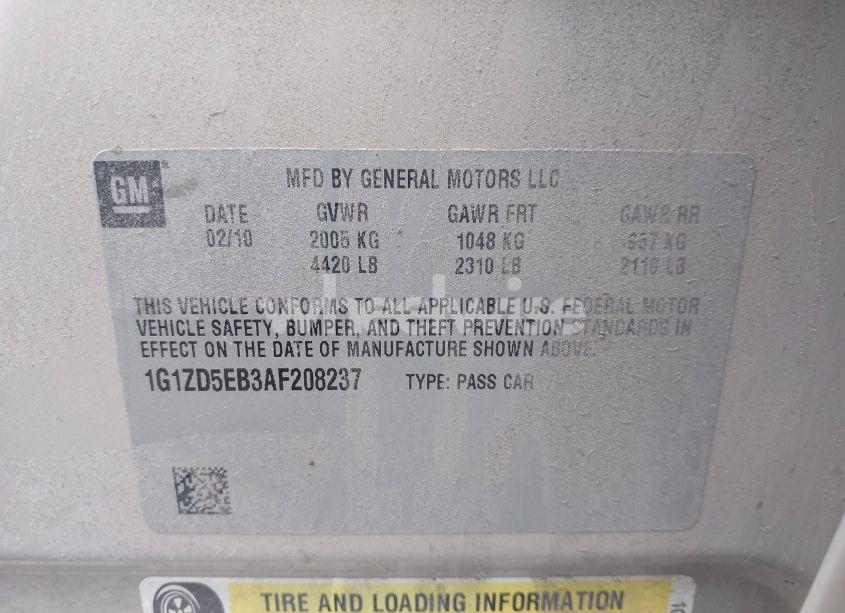 GM
MFD BY GENERAL MOTORS LLC
DATE GVWR GAWR FRT GAWR RR
02/10 2005 KG 1048 KG 957 KG
4420 LB 2310 LB 2110 LB
THIS VEHICLE CONFORMS TO ALL APPLICABLE U.S. FEDERAL MOTOR
VEHICLE SAFETY, BUMPER, AND THEFT PREVENTION STANDARDS IN
EFFECT ON THE DATE OF MANUFACTURE SHOWN ABOVE.
1G1ZD5EB3AF208237 TYPE: PASS CAR
TIRE AND LOADING INFORMATION